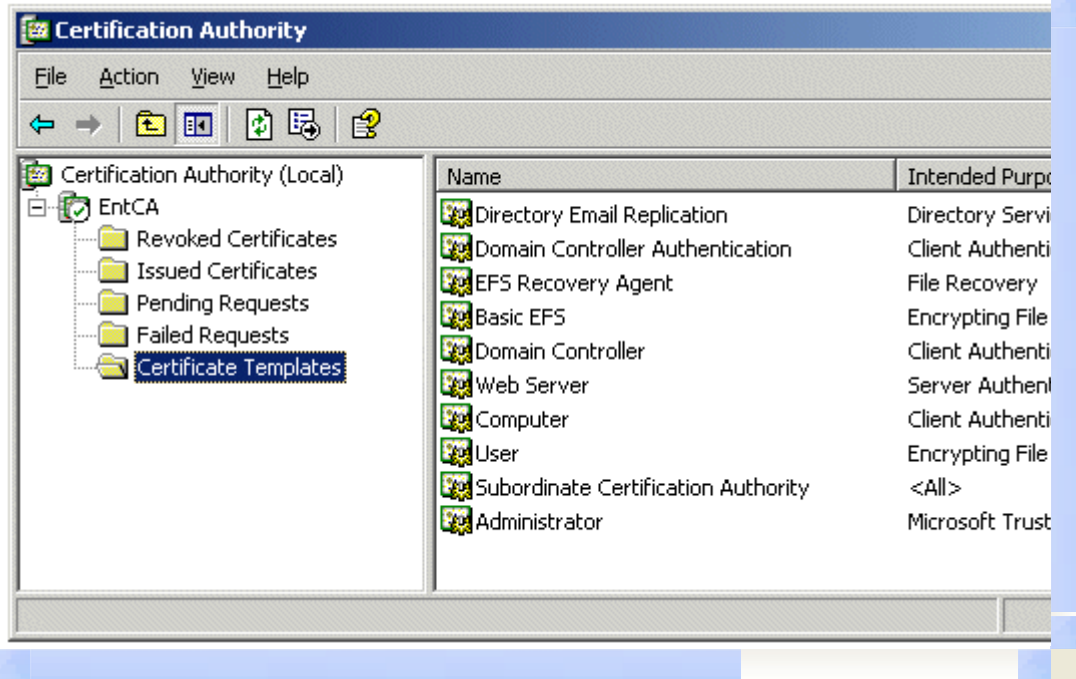 Certification Authority
File Action View Help
Certification Authority (Local)
EntCA
Revoked Certificates
Issued Certificates
Pending Requests
Failed Requests
Certificate Templates
Name Intended Purpo
Directory Email Replication Directory Servi
Domain Controller Authentication Client Authenti
EFS Recovery Agent File Recovery
Basic EFS Encrypting File
Domain Controller Client Authenti
Web Server Server Authent
Computer Client Authenti
User Encrypting File
Subordinate Certification Authority <All>
Administrator Microsoft Trust